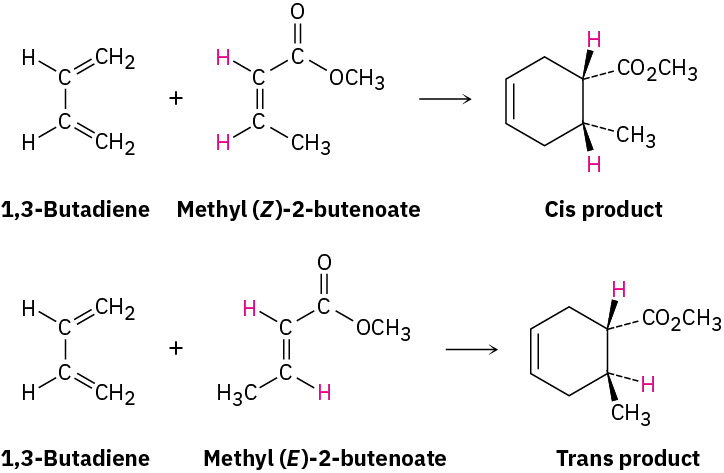 O
H CH₂ H C H CO₂CH₃
C C OCH₃
+
C C CH₃
H CH₂ H CH₃ H
1,3-Butadiene Methyl (Z)-2-butenoate Cis product
O
H CH₂ H C H CO₂CH₃
C C OCH₃
+
C C H
H CH₂ H₃C H CH₃
1,3-Butadiene Methyl (E)-2-butenoate Trans product